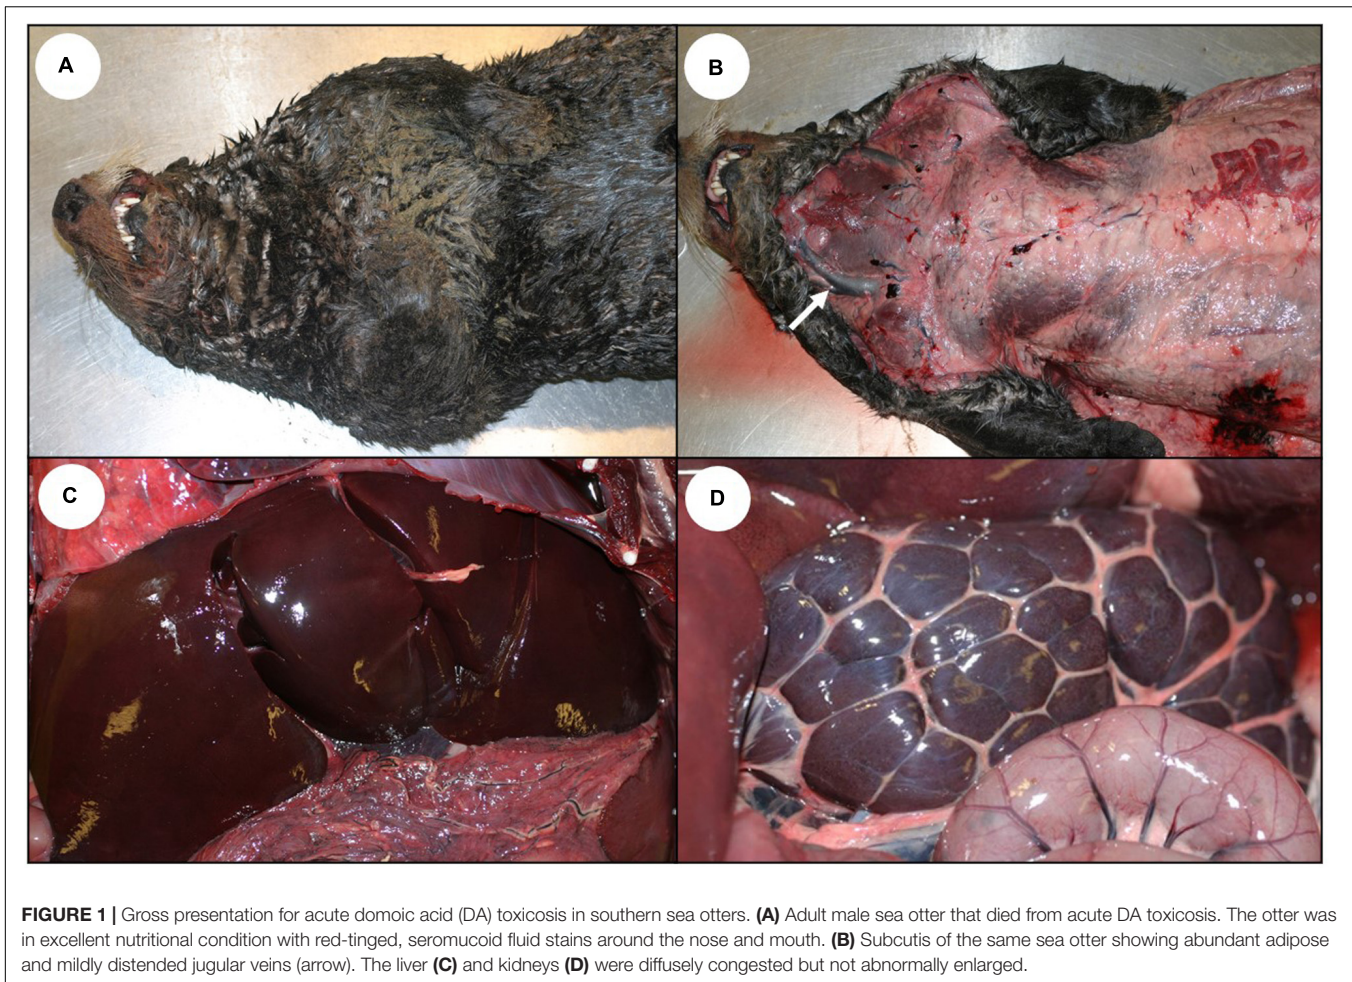 A
B
C
D
FIGURE 1 | Gross presentation for acute domoic acid (DA) toxicosis in southern sea otters. (A) Adult male sea otter that died from acute DA toxicosis. The otter was
in excellent nutritional condition with red-tinged, seromucoid fluid stains around the nose and mouth. (B) Subcutis of the same sea otter showing abundant adipose
and mildly distended jugular veins (arrow). The liver (C) and kidneys (D) were diffusely congested but not abnormally enlarged.